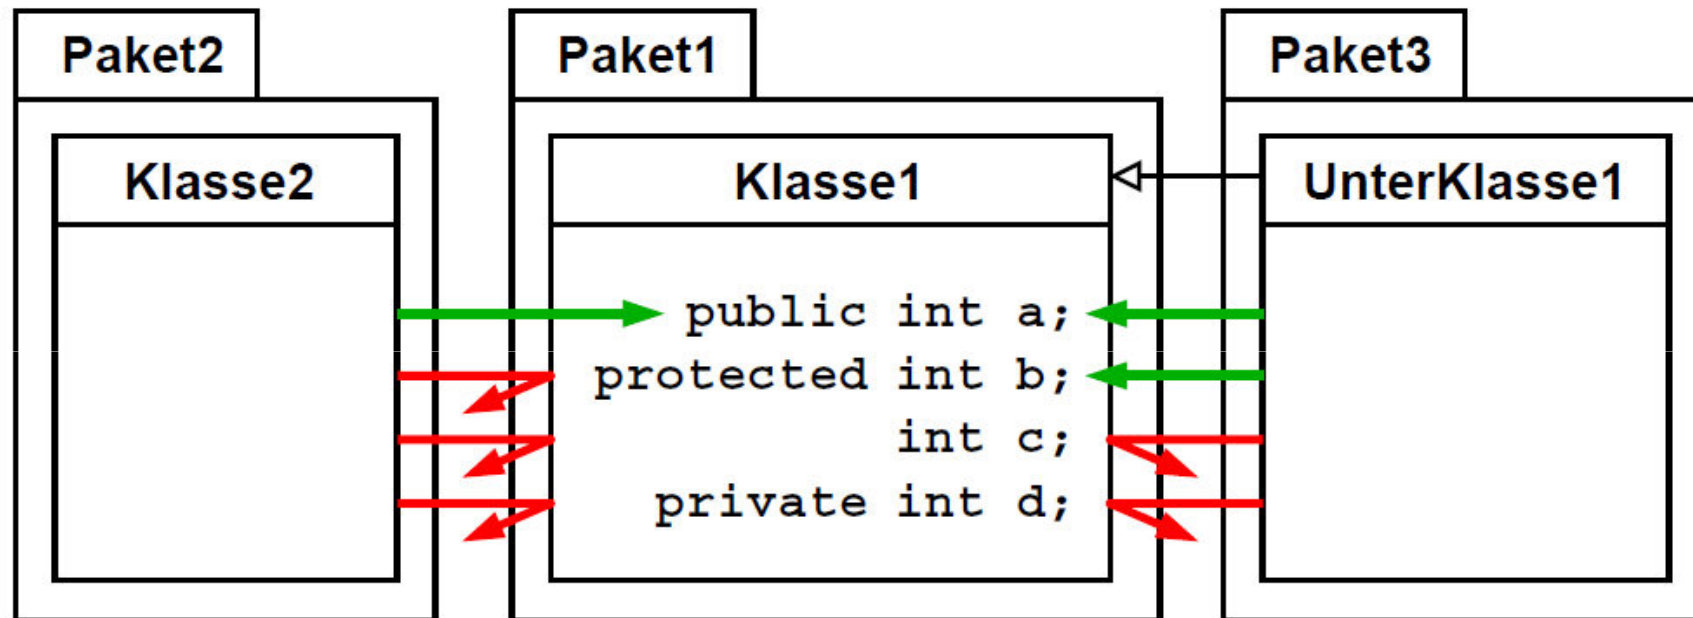 Paket2
Paket1
Paket3
Klasse2
Klasse1
UnterKlasse1
public int a;
protected int b;
int c;
private int d;